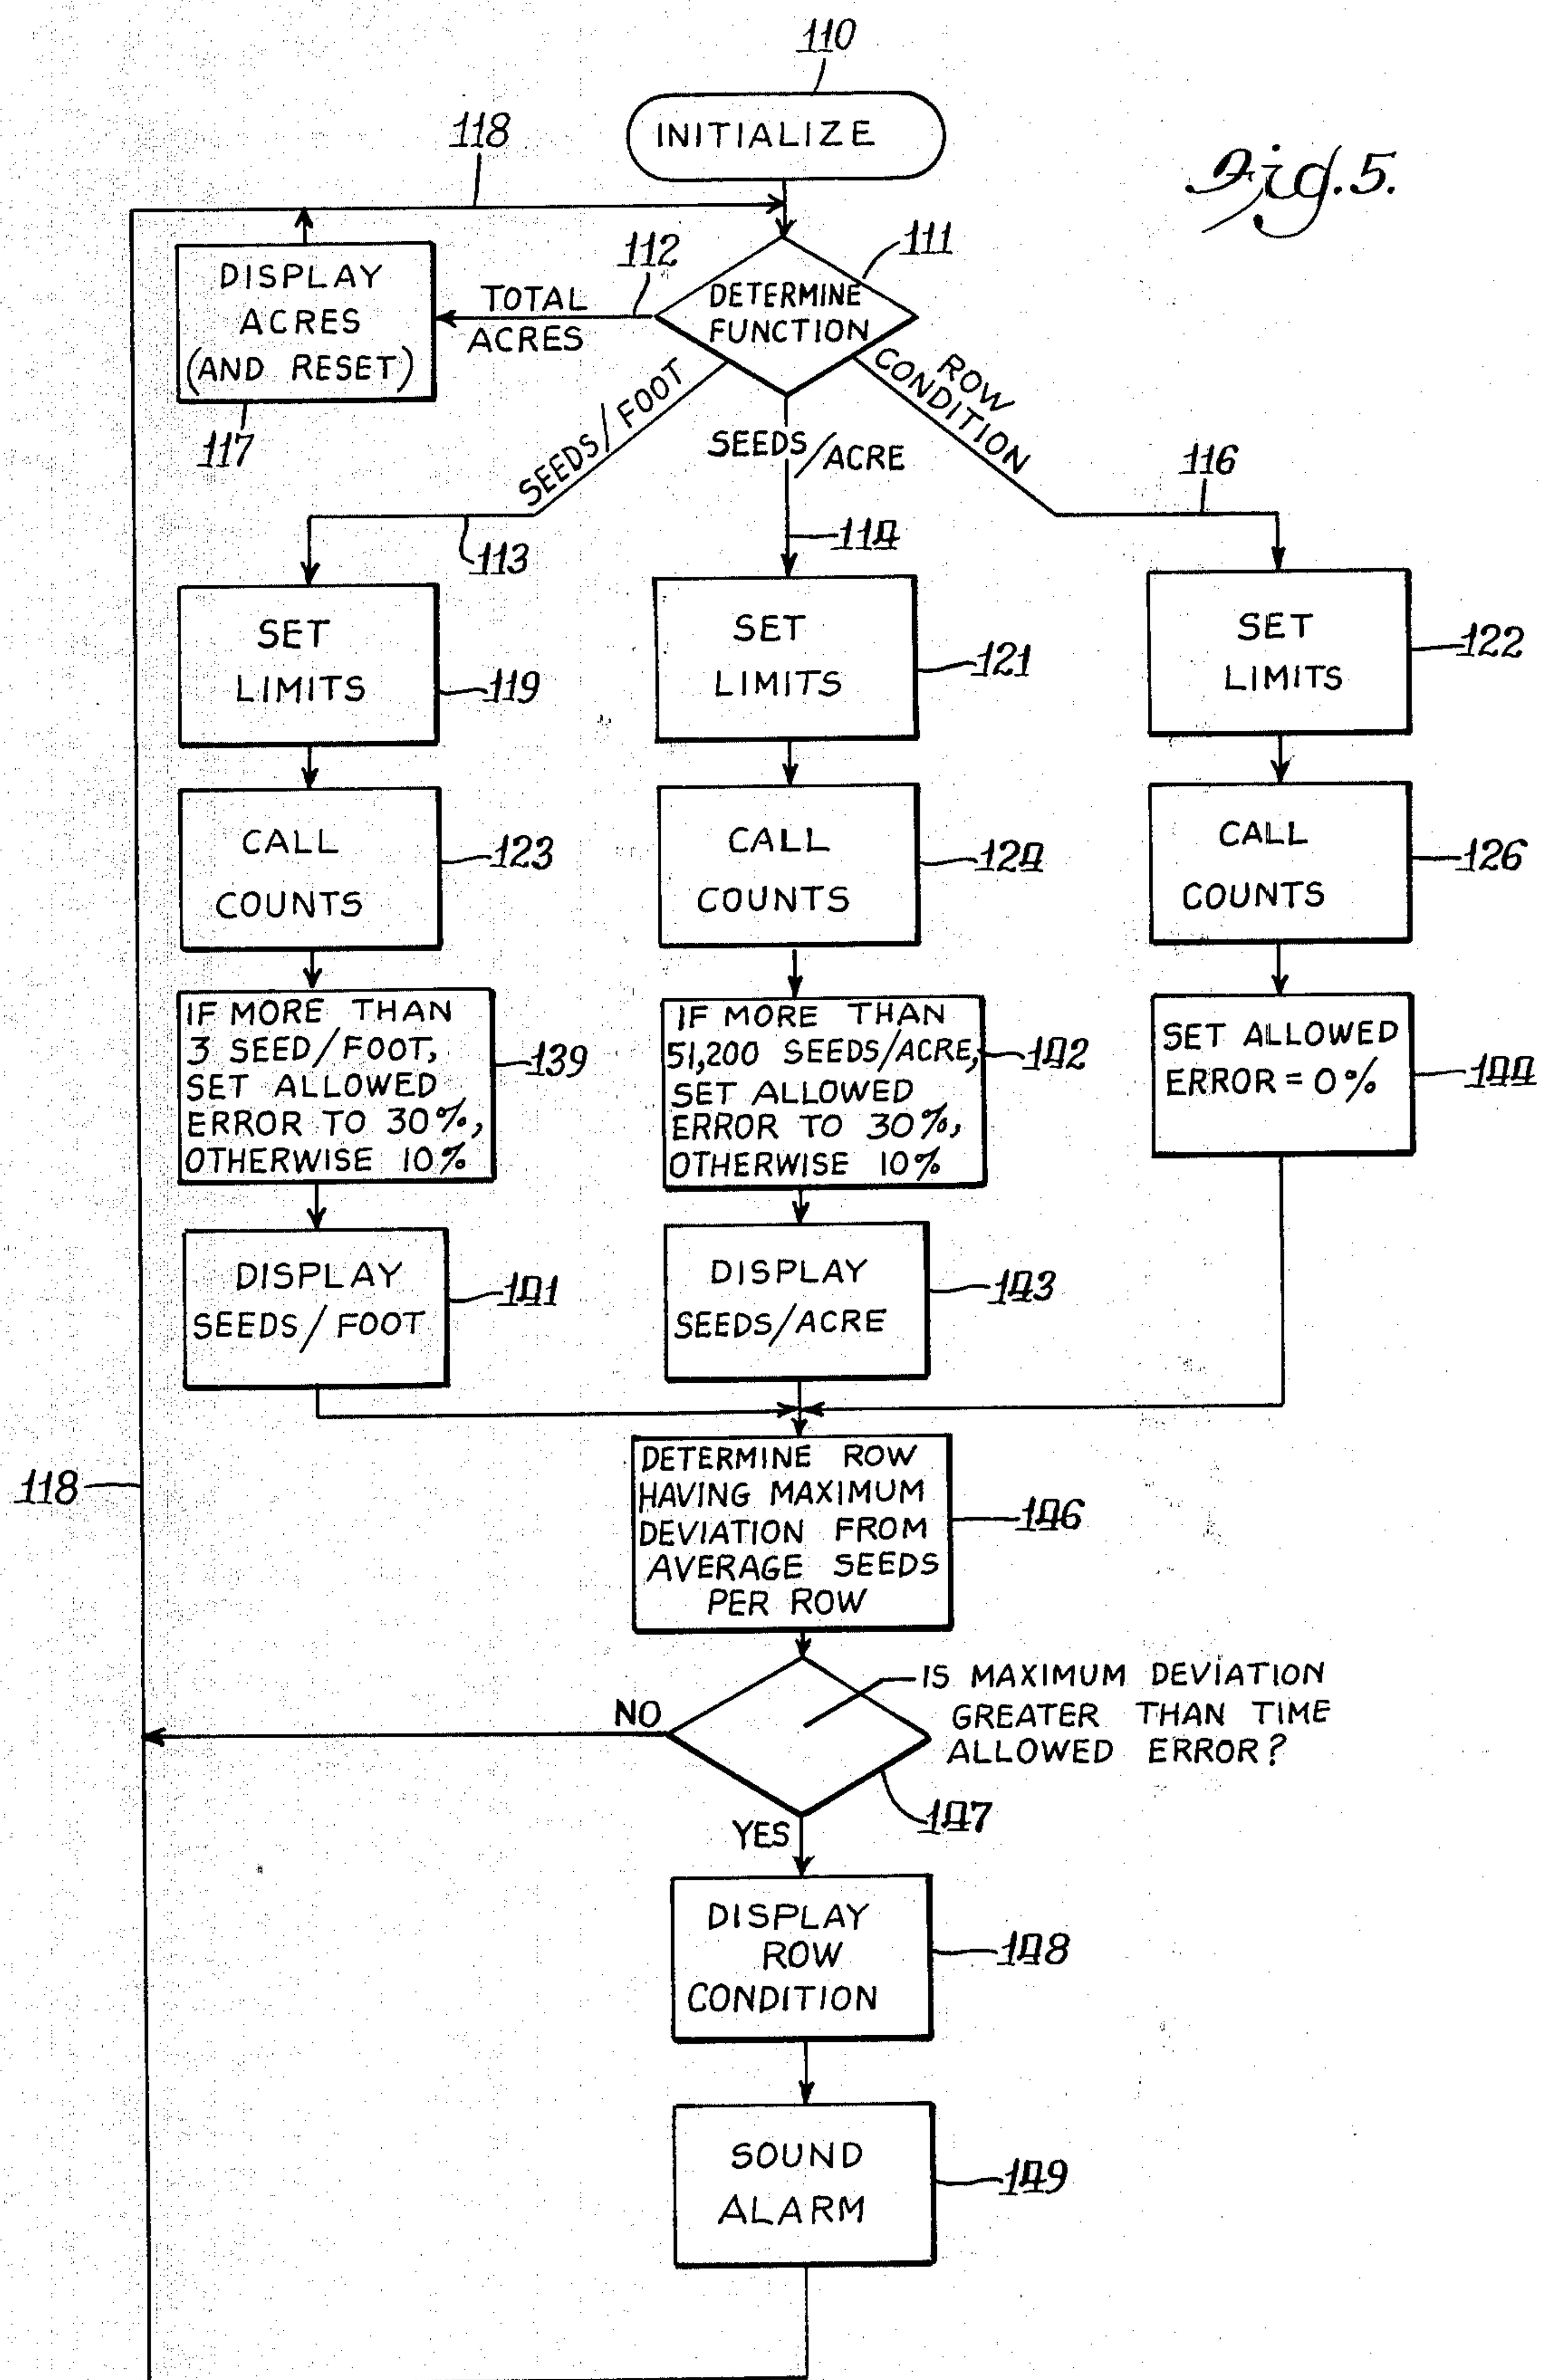 110
INITIALIZE
Fig. 5.
118
112
111
DISPLAY
ACRES
(AND RESET)
TOTAL
ACRES
DETERMINE
FUNCTION
117
SEEDS/FOOT
SEEDS/ACRE
ROW
CONDITION
116
113
114
SET
LIMITS
119
SET
LIMITS
121
SET
LIMITS
122
CALL
COUNTS
123
CALL
COUNTS
124
CALL
COUNTS
126
IF MORE THAN
3 SEED/FOOT,
SET ALLOWED
ERROR TO 30%,
OTHERWISE 10%
139
IF MORE THAN
51,200 SEEDS/ACRE,
SET ALLOWED
ERROR TO 30%,
OTHERWISE 10%
142
SET ALLOWED
ERROR = 0%
144
DISPLAY
SEEDS/FOOT
141
DISPLAY
SEEDS/ACRE
143
118
DETERMINE ROW
HAVING MAXIMUM
DEVIATION FROM
AVERAGE SEEDS
PER ROW
146
NO
IS MAXIMUM DEVIATION
GREATER THAN TIME
ALLOWED ERROR?
147
YES
DISPLAY
ROW
CONDITION
148
SOUND
ALARM
149